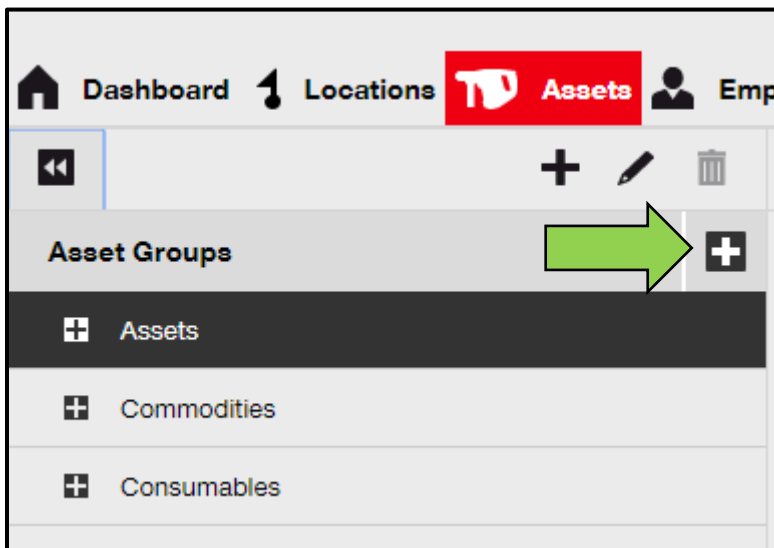 Dashboard Locations Assets Emp
Asset Groups
Assets
Commodities
Consumables